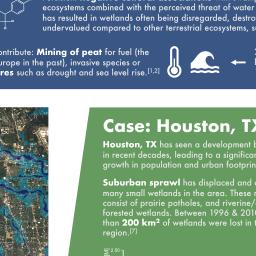 ecosystems combined with the perceived threat of water
has resulted in wetlands often being disregarded, destro
undervalued compared to other terrestrial ecosystems, su
ontribute: Mining of peat for fuel (the
urope in the past), invasive species or
res such as drought and sea level rise.[1,2]
Case: Houston, TX
Houston, TX has seen a development b
in recent decades, leading to a significa
growth in population and urban footprin
Suburban sprawl has displaced and d
many small wetlands in the area. These m
consist of prairie potholes, and riverine/
forested wetlands. Between 1996 & 2010
than 200 km² of wetlands were lost in t
region.[7]